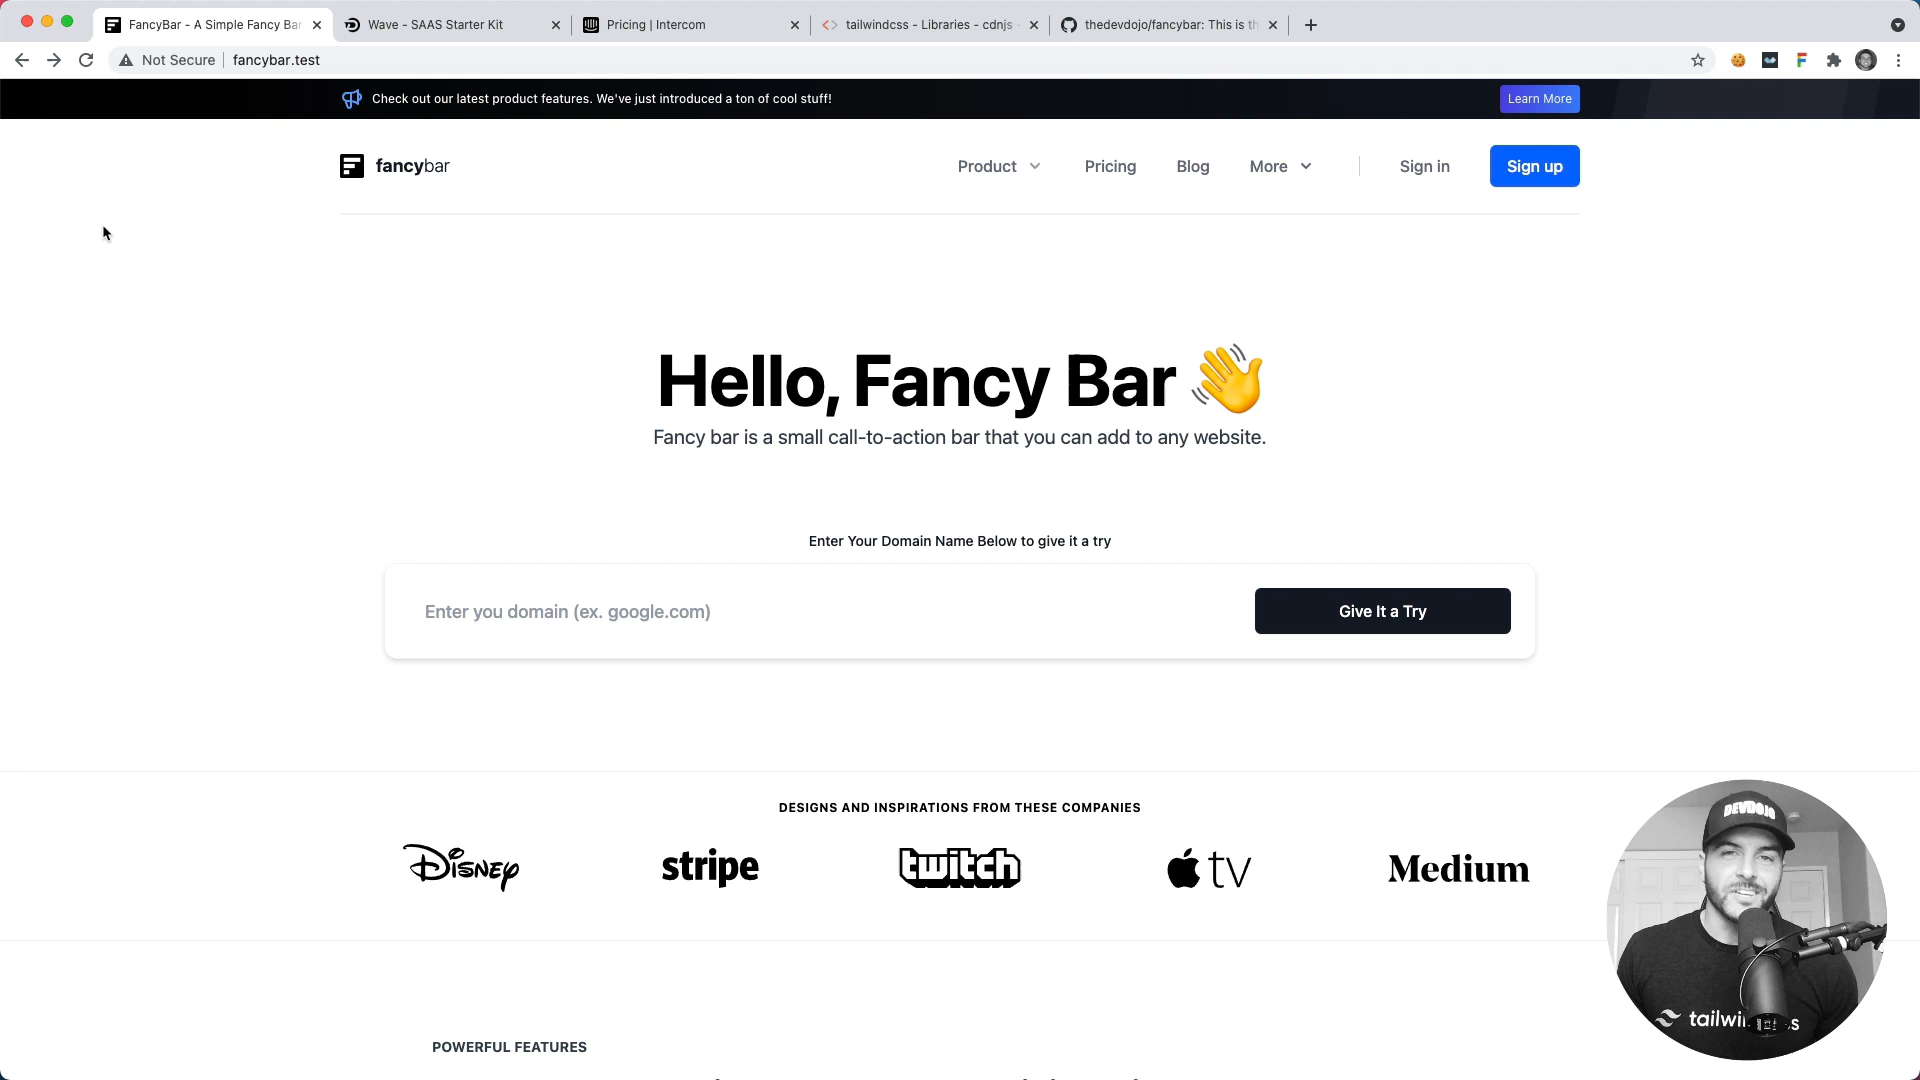 FancyBar - A Simple Fancy Bar
Wave - SAAS Starter Kit
Pricing | Intercom
tailwindcss - Libraries - cdnjs -
thedevdojo/fancybar: This is th
Not Secure
fancybar.test
Check out our latest product features. We've just introduced a ton of cool stuff!
Learn More
fancybar
Product
Pricing
Blog
More
Sign in
Sign up
Hello, Fancy Bar 👋
Fancy bar is a small call-to-action bar that you can add to any website.
Enter Your Domain Name Below to give it a try
Enter you domain (ex. google.com)
Give It a Try
DESIGNS AND INSPIRATIONS FROM THESE COMPANIES
Disney
stripe
twitch
tv
Medium
DEVDOJO
POWERFUL FEATURES